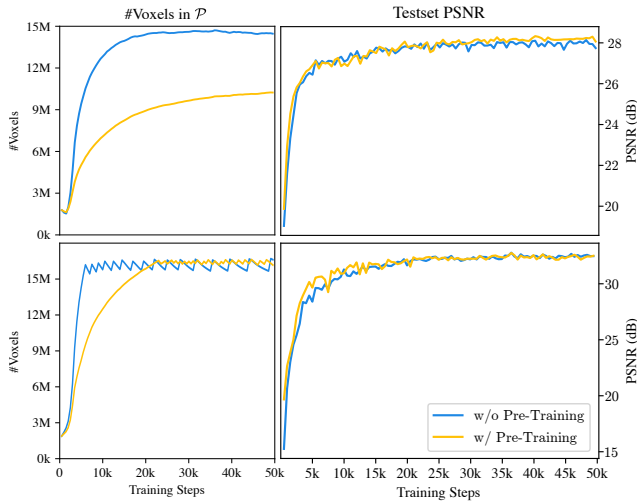 #Voxels in 𝒫
Testset PSNR
15M
12M
9M
6M
3M
0k
#Voxels
28
26
24
22
20
PSNR (dB)
15M
12M
9M
6M
3M
0k
#Voxels
30
25
20
15
PSNR (dB)
w/o Pre-Training
w/ Pre-Training
0 10k 20k 30k 40k 50k
5k 10k 15k 20k 25k 30k 35k 40k 45k 50k
Training Steps
Training Steps